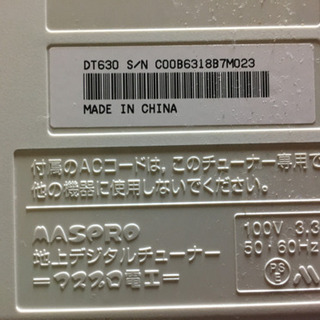 DT630 S/N C00B6318B7M023
MADE IN CHINA
付属のACコードは、このチューナー専用で
他の機器に使用しないでください。
MASPRO
地上デジタルチューナー
=マスプロ電工=
100V 3.3
50/60Hz
PS
E